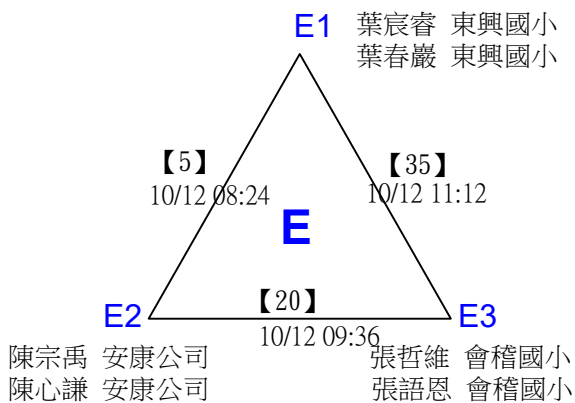 E1
葉宸睿 東興國小
葉春巖 東興國小
【5】
10/12 08:24
【35】
10/12 11:12
E
E2
【20】
10/12 09:36
E3
陳宗禹 安康公司
陳心謙 安康公司
張哲維 會稽國小
張語恩 會稽國小